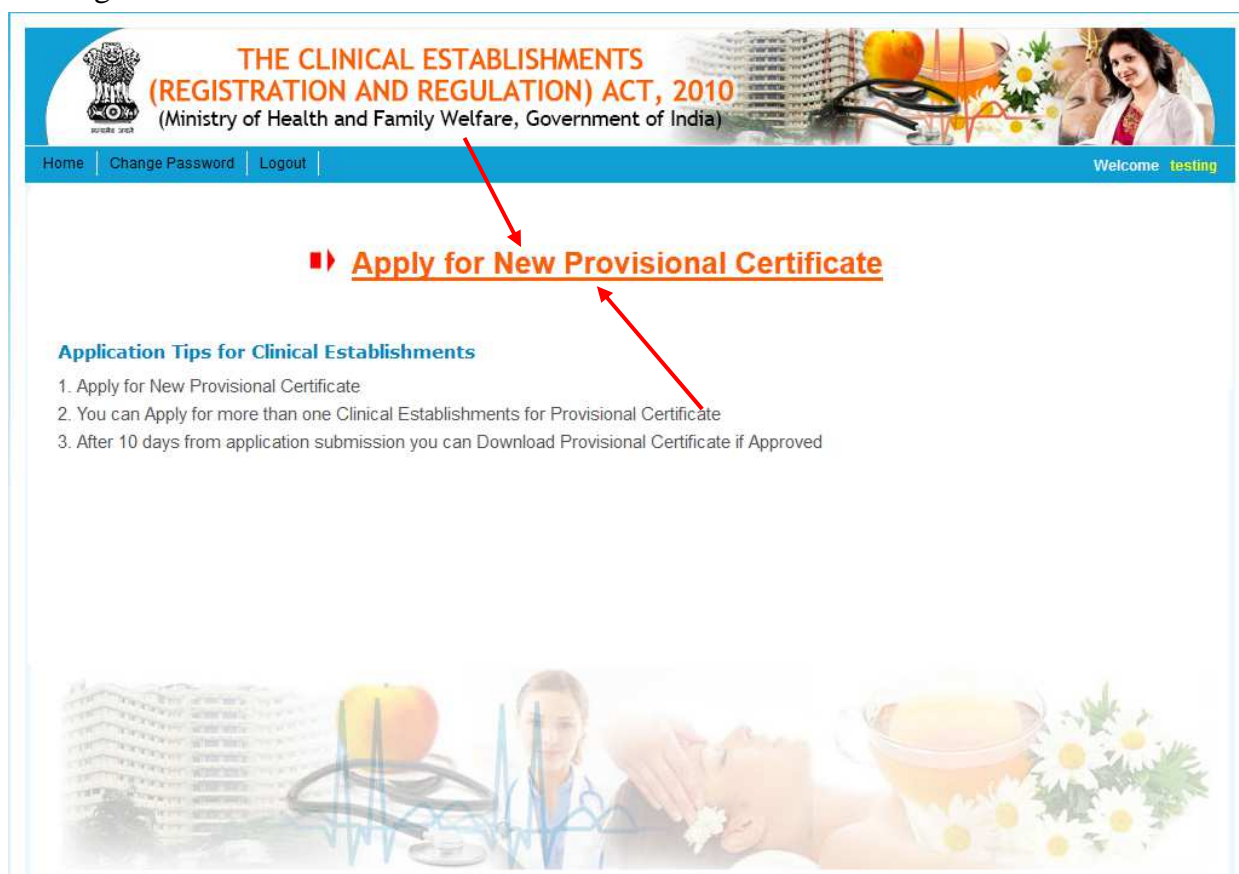 THE CLINICAL ESTABLISHMENTS
(REGISTRATION AND REGULATION) ACT, 2010
(Ministry of Health and Family Welfare, Government of India)
Home | Change Password | Logout |
Welcome testing
Apply for New Provisional Certificate
Application Tips for Clinical Establishments
1. Apply for New Provisional Certificate
2. You can Apply for more than one Clinical Establishments for Provisional Certificate
3. After 10 days from application submission you can Download Provisional Certificate if Approved